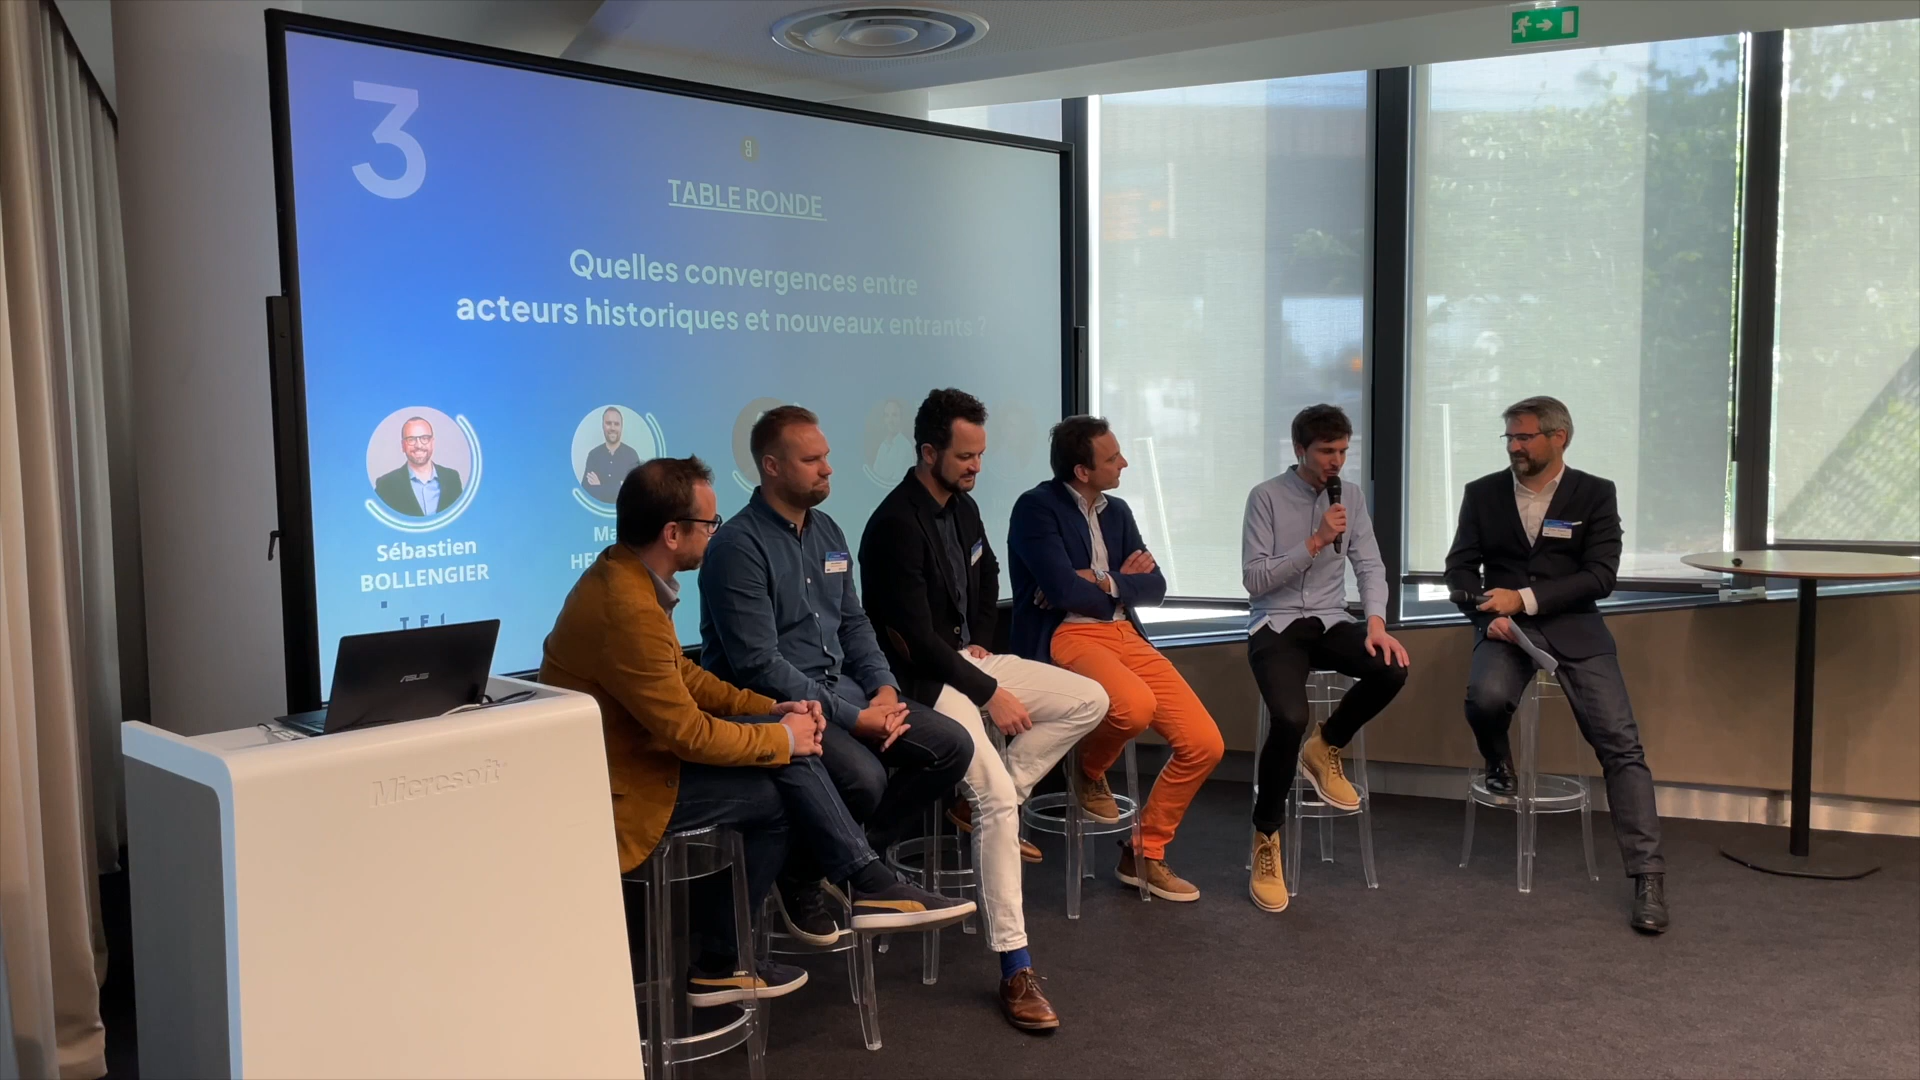 3
TABLE RONDE
Quelles convergences entre
acteurs historiques et nouveaux entrants ?
Sébastien
BOLLENGIER
ASUS
Microsoft